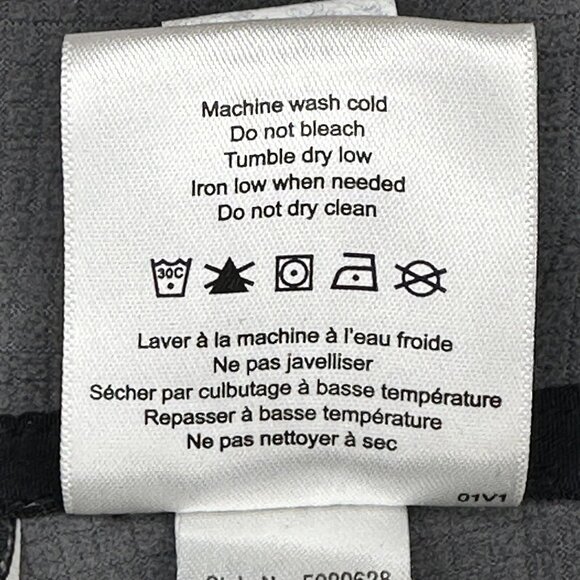 Machine wash cold
Do not bleach
Tumble dry low
Iron low when needed
Do not dry clean
30C
Laver à la machine à l'eau froide
Ne pas javelliser
Sécher par culbutage à basse température
Repasser à basse température
Ne pas nettoyer à sec
01V1